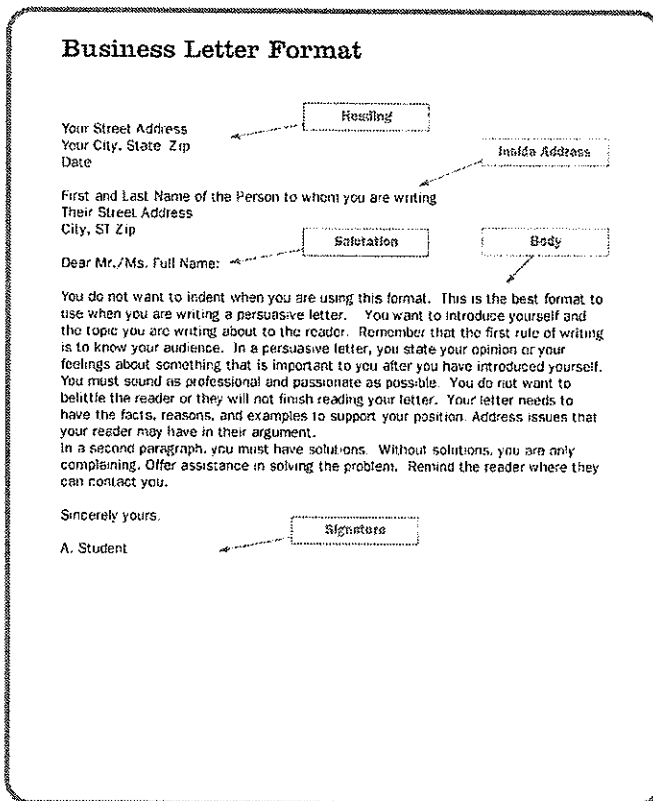 Business Letter Format
Heading
Your Street Address
Your City, State Zip
Date
Inside Address
First and Last Name of the Person to whom you are writing
Their Street Address
City, ST Zip
Salutation
Body
Dear Mr./Ms. Full Name:
You do not want to indent when you are using this format. This is the best format to
use when you are writing a persuasive letter. You want to introduce yourself and
the topic you are writing about to the reader. Remember that the first rule of writing
is to know your audience. In a persuasive letter, you state your opinion or your
feelings about something that is important to you after you have introduced yourself.
You must sound as professional and passionate as possible. You do not want to
belittle the reader or they will not finish reading your letter. Your letter needs to
have the facts, reasons, and examples to support your position. Address issues that
your reader may have in their argument.
In a second paragraph, you must have solutions. Without solutions, you are only
complaining. Offer assistance in solving the problem. Remind the reader where they
can contact you.
Sincerely yours,
Signature
A. Student